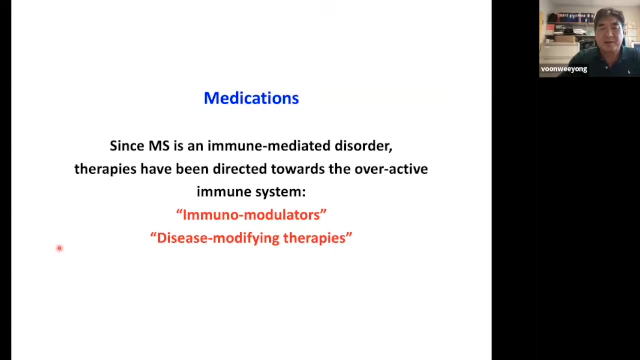 Medications
Since MS is an immune-mediated disorder,
therapies have been directed towards the over-active
immune system:
“Immuno-modulators”
“Disease-modifying therapies”
voonweeyong